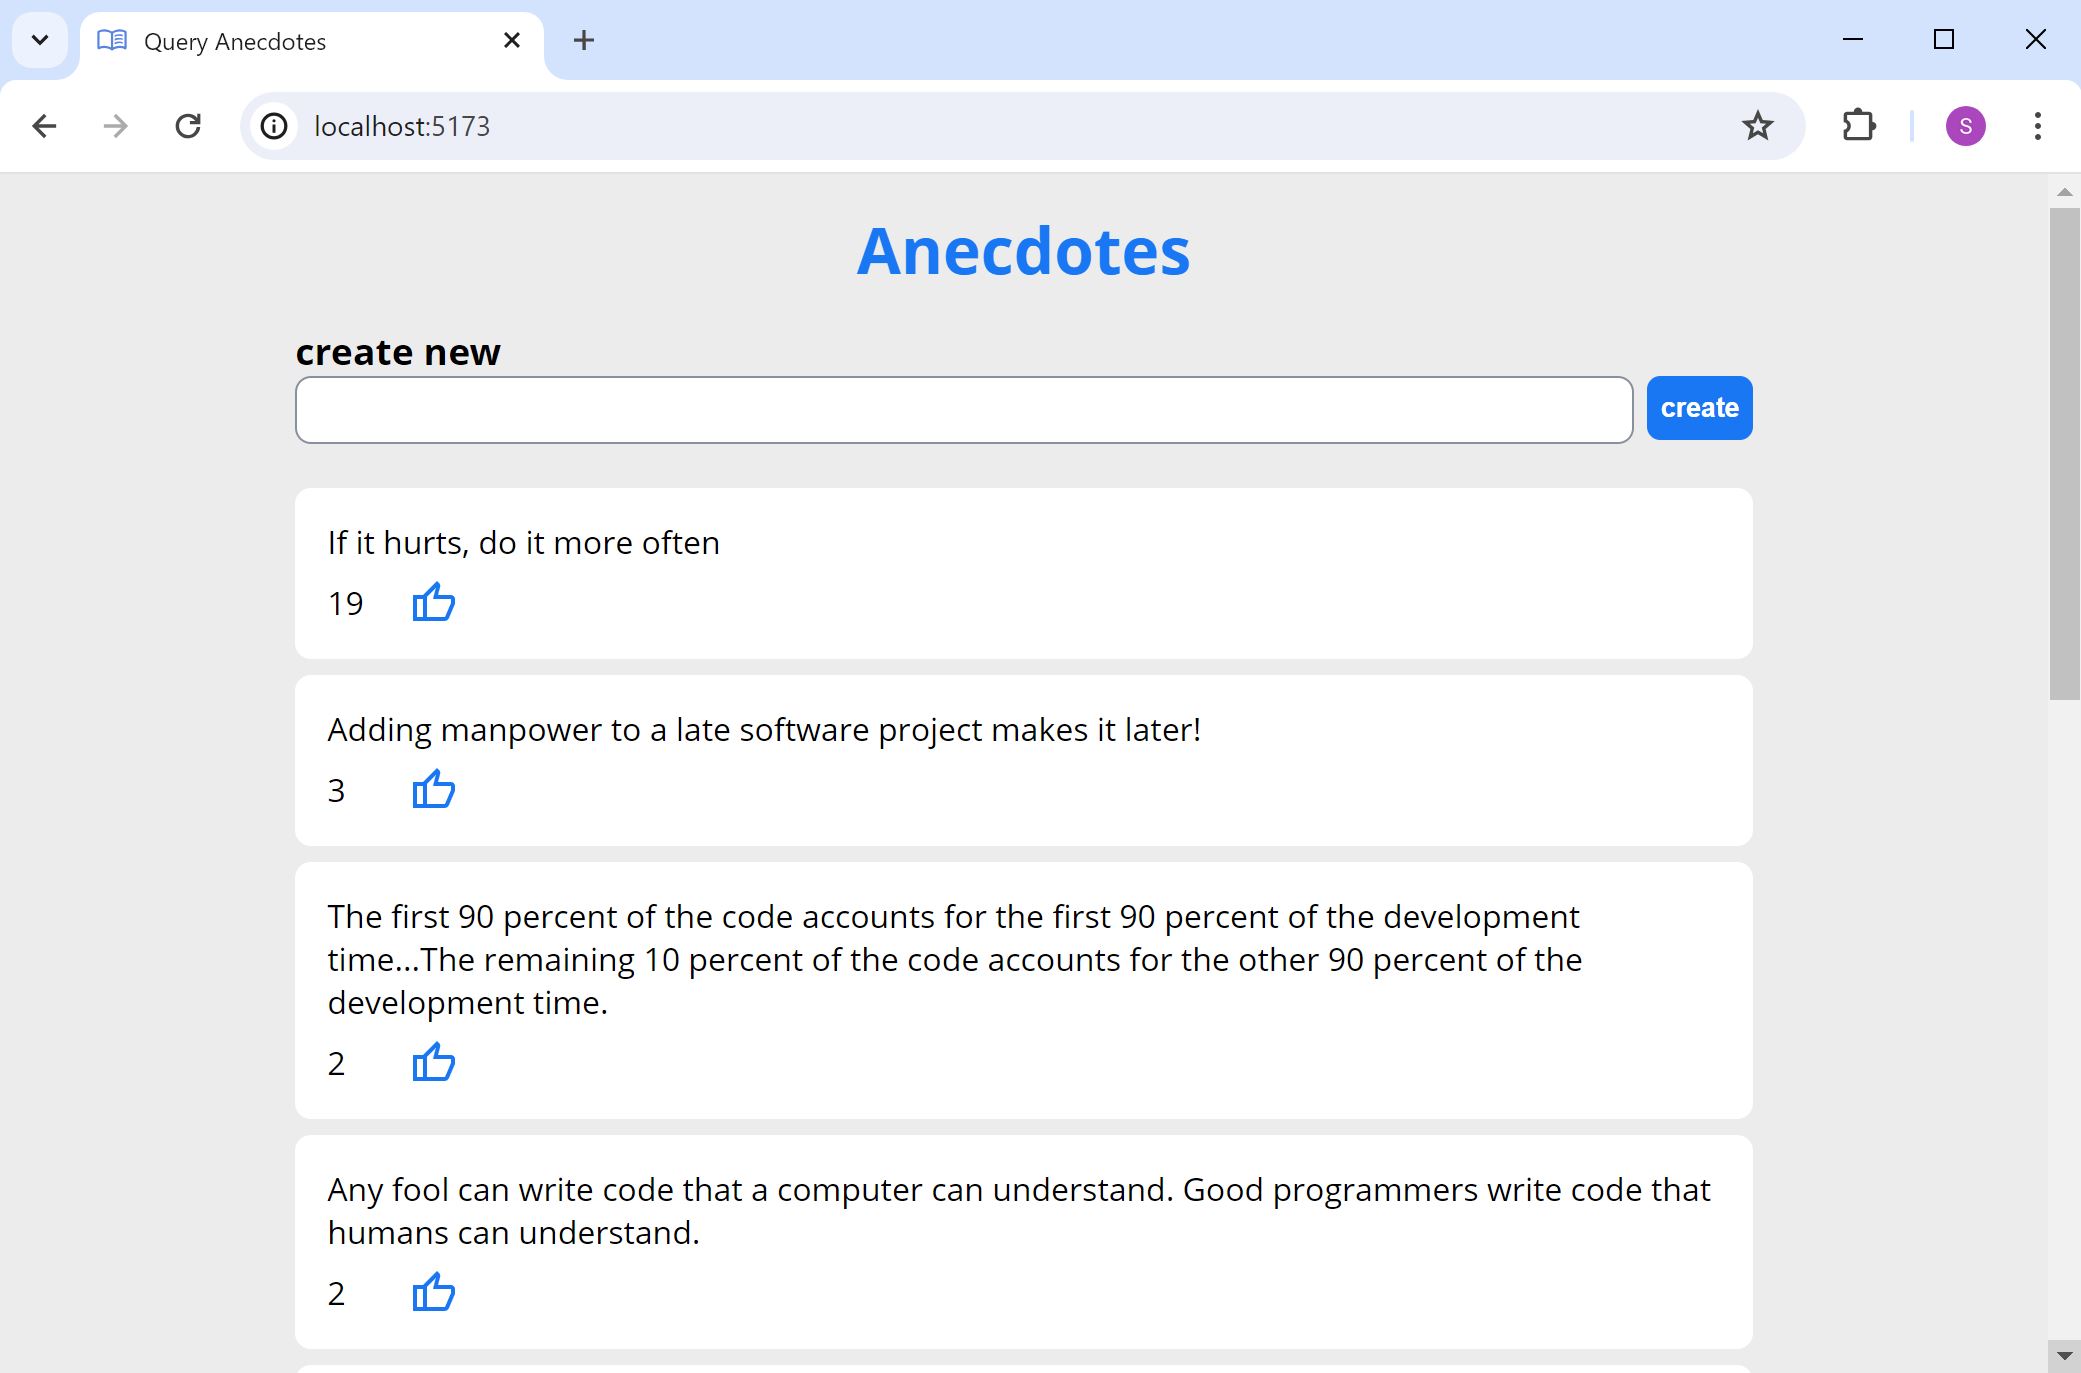 Query Anecdotes
localhost:5173
S
Anecdotes
create new
create
If it hurts, do it more often
19
Adding manpower to a late software project makes it later!
3
The first 90 percent of the code accounts for the first 90 percent of the development
time...The remaining 10 percent of the code accounts for the other 90 percent of the
development time.
2
Any fool can write code that a computer can understand. Good programmers write code that
humans can understand.
2